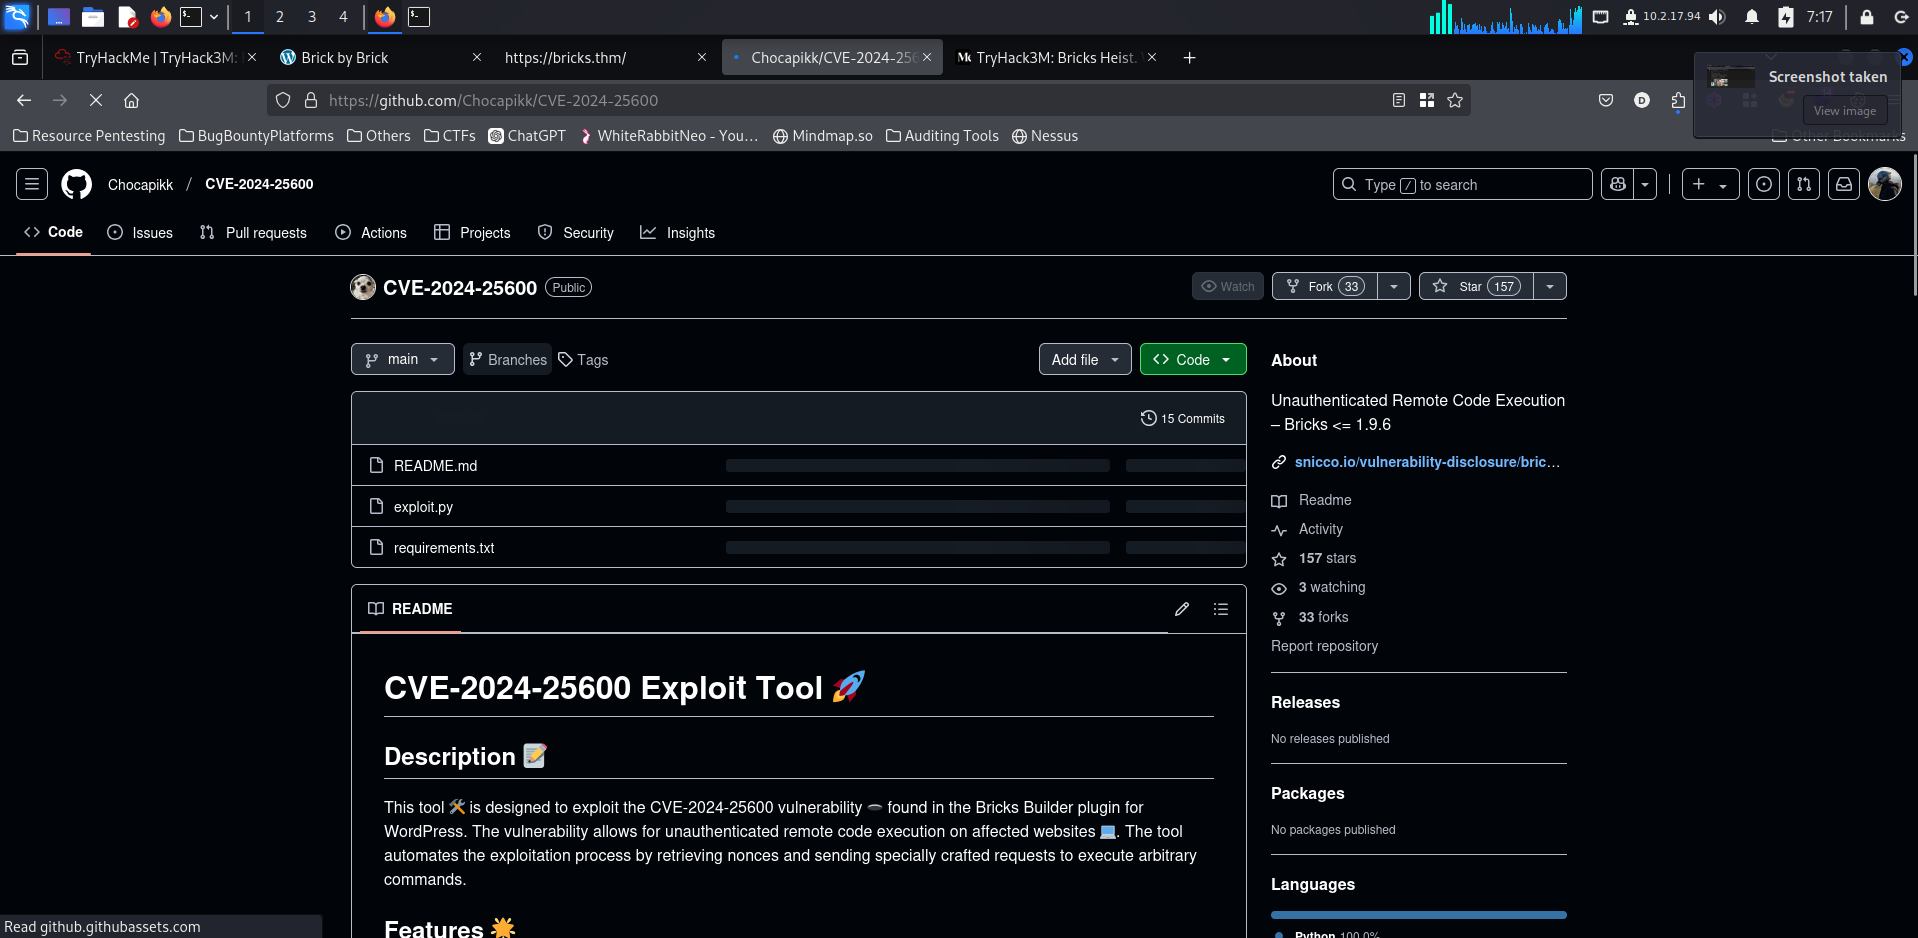 1 2 3 4 10.2.17.94 7:17
TryHackMe | TryHack3M: Brick by Brick https://bricks.thm/ Chocapikk/CVE-2024-256 TryHack3M: Bricks Heist.
Screenshot taken
View image
https://github.com/Chocapikk/CVE-2024-25600
Resource Pentesting BugBountyPlatforms Others CTFs ChatGPT WhiteRabbitNeo - You… Mindmap.so Auditing Tools Nessus Other Bookmarks
Chocapikk / CVE-2024-25600 Type / to search
Code Issues Pull requests Actions Projects Security Insights
CVE-2024-25600 Public Watch Fork 33 Star 157
main Branches Tags Add file Code
15 Commits
README.md
exploit.py
requirements.txt
README
CVE-2024-25600 Exploit Tool 🚀
Description 📝
This tool 🛠️ is designed to exploit the CVE-2024-25600 vulnerability 🕳️ found in the Bricks Builder plugin for
WordPress. The vulnerability allows for unauthenticated remote code execution on affected websites 💻. The tool
automates the exploitation process by retrieving nonces and sending specially crafted requests to execute arbitrary
commands.
Features 🌟
About
Unauthenticated Remote Code Execution
– Bricks <= 1.9.6
snicco.io/vulnerability-disclosure/bric…
Readme
Activity
157 stars
3 watching
33 forks
Report repository
Releases
No releases published
Packages
No packages published
Languages
Python 100.0%
Read github.githubassets.com